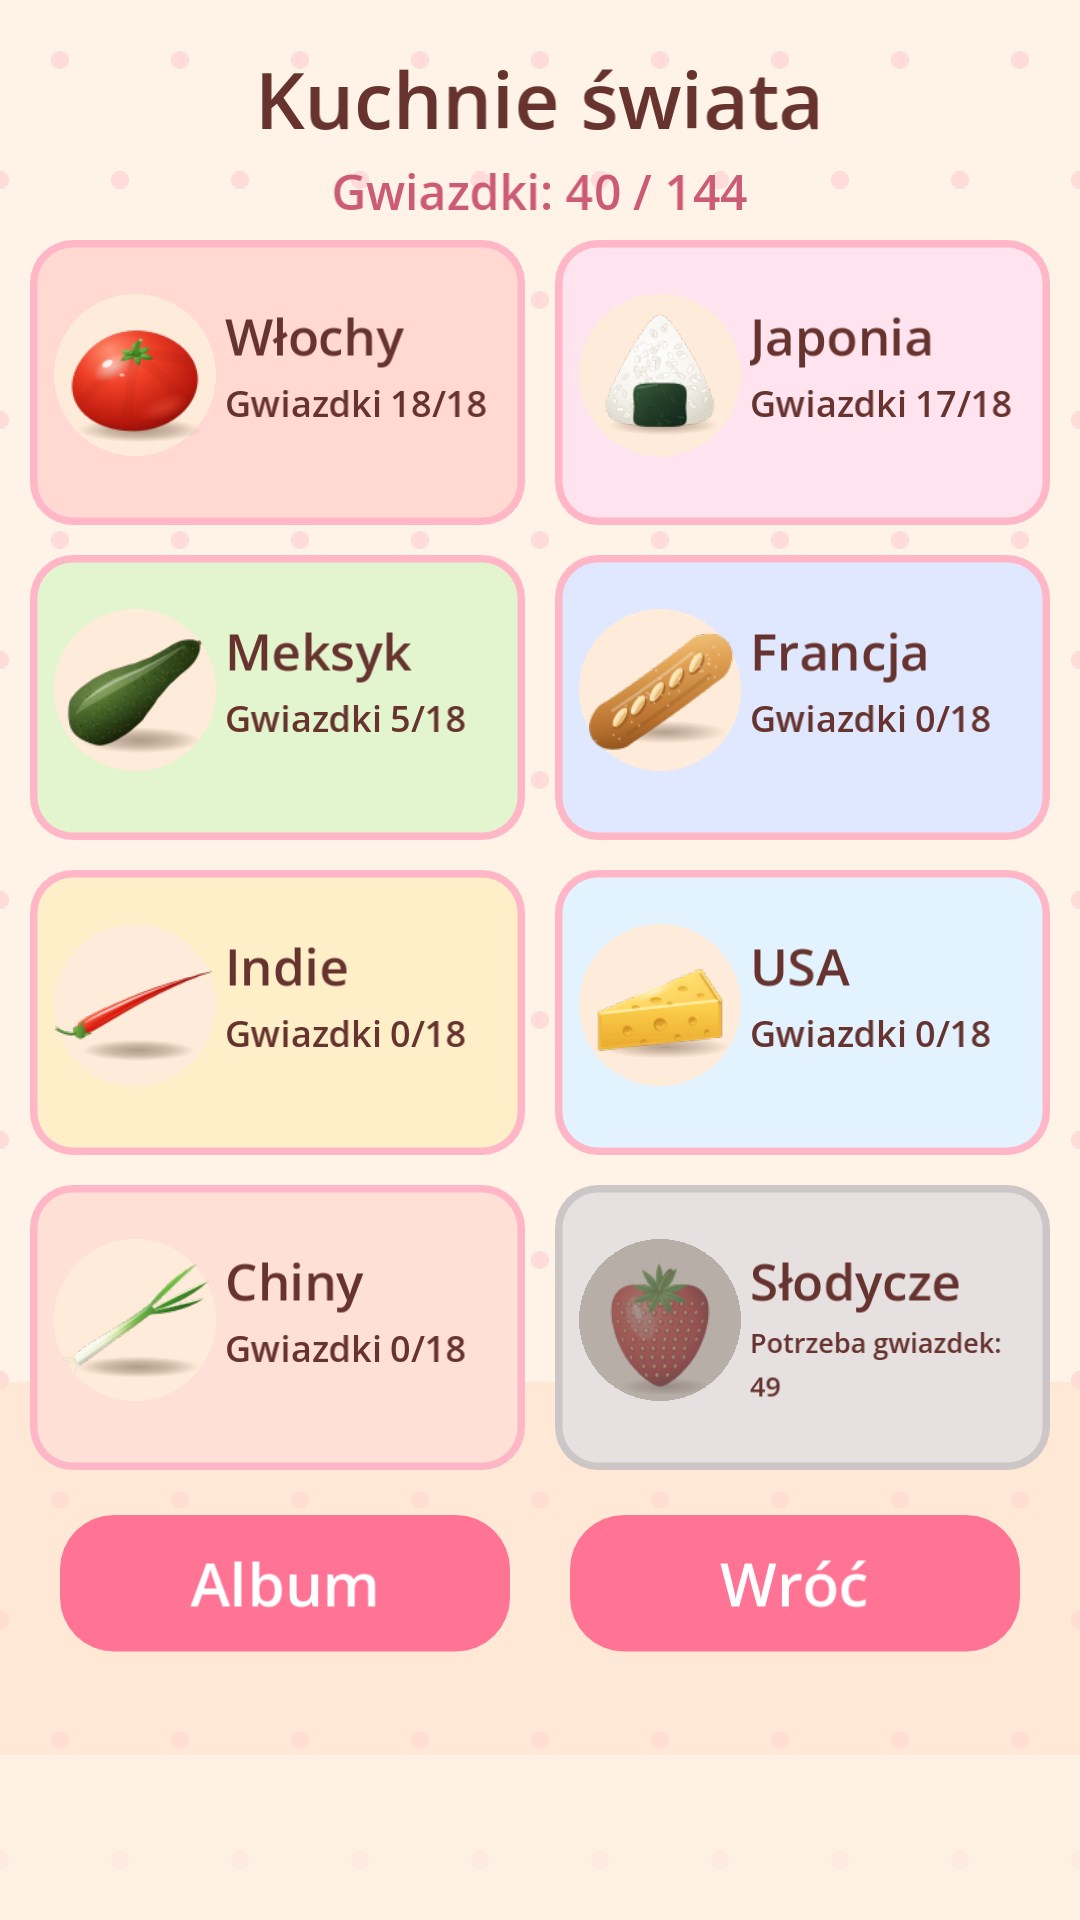 Kuchnie świata
Gwiazdki: 40 / 144
Włochy
Gwiazdki 18/18
Japonia
Gwiazdki 17/18
Meksyk
Gwiazdki 5/18
Francja
Gwiazdki 0/18
Indie
Gwiazdki 0/18
USA
Gwiazdki 0/18
Chiny
Gwiazdki 0/18
Słodycze
Potrzeba gwiazdek:
49
Album
Wróć